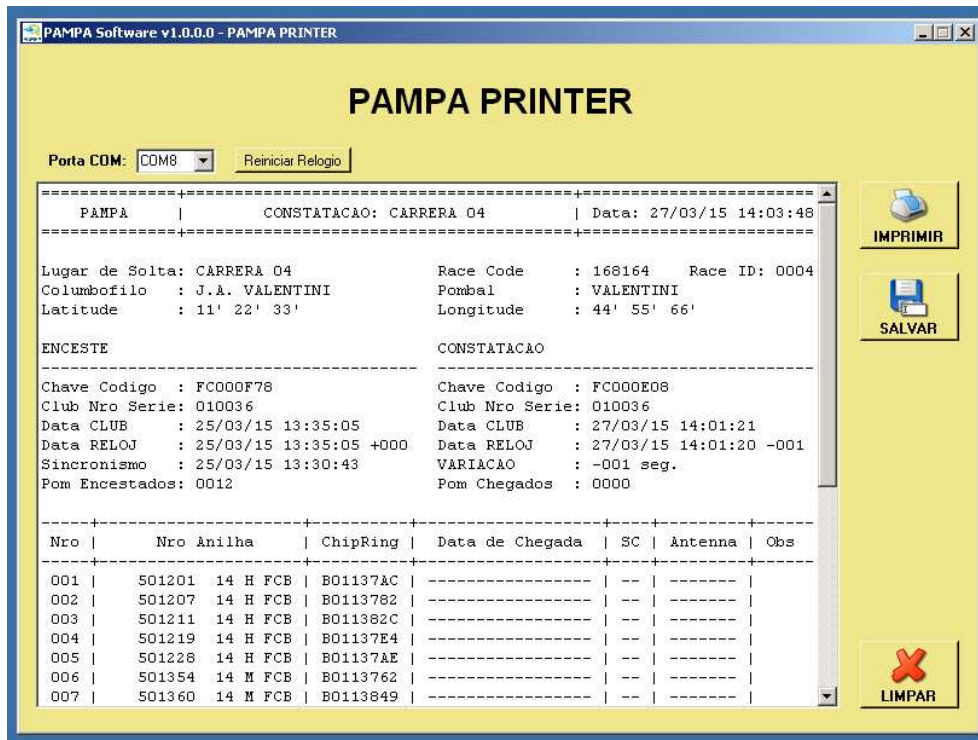 PAMPA Software v1.0.0.0 - PAMPA PRINTER
PAMPA PRINTER
Porta COM: COM8 Reiniciar Relogio
===============+==========================================+=========================
PAMPA | CONSTATACAO: CARRERA 04 | Data: 27/03/15 14:03:48
===============+==========================================+=========================
Lugar de Solta: CARRERA 04 Race Code : 168164 Race ID: 0004
Columbofilo : J.A. VALENTINI Pombal : VALENTINI
Latitude : 11' 22' 33' Longitude : 44' 55' 66'
ENCESTE CONSTATACAO
----------------------------------------- -----------------------------------------
Chave Codigo : FC000F78 Chave Codigo : FC000E08
Club Nro Serie: 010036 Club Nro Serie: 010036
Data CLUB : 25/03/15 13:35:05 Data CLUB : 27/03/15 14:01:21
Data RELOJ : 25/03/15 13:35:05 +000 Data RELOJ : 27/03/15 14:01:20 -001
Sincronismo : 25/03/15 13:30:43 VARIACAO : -001 seg.
Pom Encestados: 0012 Pom Chegados : 0000
-----+----------------------+-----------+--------------------+----+---------+------
Nro | Nro Anilha | ChipRing | Data de Chegada | SC | Antenna | Obs
-----+----------------------+-----------+--------------------+----+---------+------
001 | 501201 14 H FCB | B01137AC | ----------------- | -- | ------- |
002 | 501207 14 H FCB | B0113782 | ----------------- | -- | ------- |
003 | 501211 14 H FCB | B011382C | ----------------- | -- | ------- |
004 | 501219 14 H FCB | B01137E4 | ----------------- | -- | ------- |
005 | 501228 14 H FCB | B01137AE | ----------------- | -- | ------- |
006 | 501354 14 M FCB | B0113762 | ----------------- | -- | ------- |
007 | 501360 14 M FCB | B0113849 | ----------------- | -- | ------- |
IMPRIMIR
SALVAR
LIMPAR